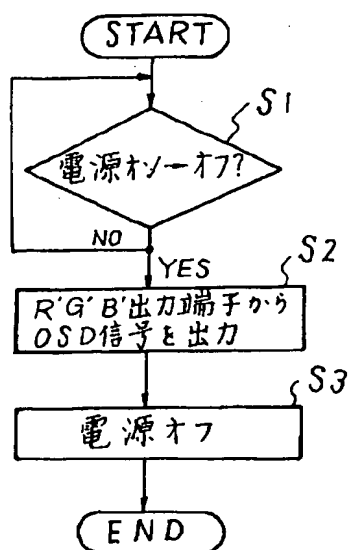 START
S1
電源オン→オフ?
NO
YES
S2
R'G'B'出力端子から
OSD信号を出力
S3
電源オフ
END